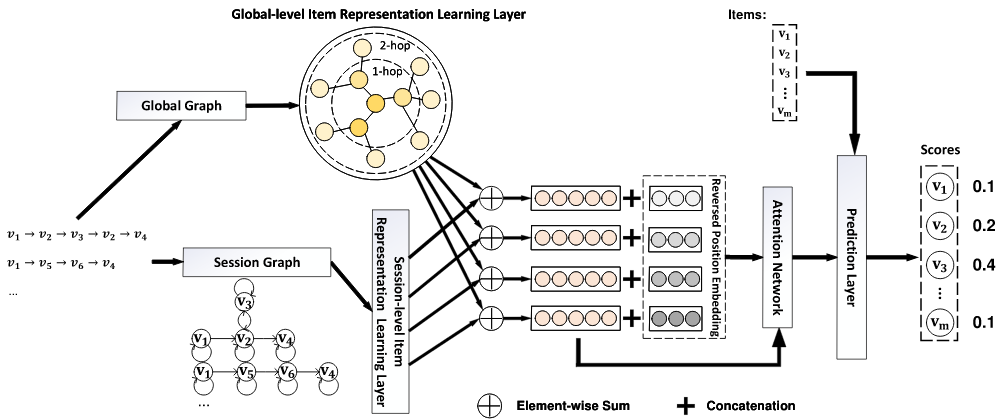 Global-level Item Representation Learning Layer
Items:
2-hop
1-hop
v1
v2
v3
⋮
vm
Global Graph
Scores
v1 0.1
v2 0.2
v3 0.4
⋮
vm 0.1
v1 → v2 → v3 → v2 → v4
v1 → v5 → v6 → v4
...
Session Graph
v3
v1 v2 v4
v1 v5 v6 v4
...
Session-level Item
Representation Learning Layer
Reversed Position Embedding
Attention Network
Prediction Layer
Element-wise Sum
Concatenation